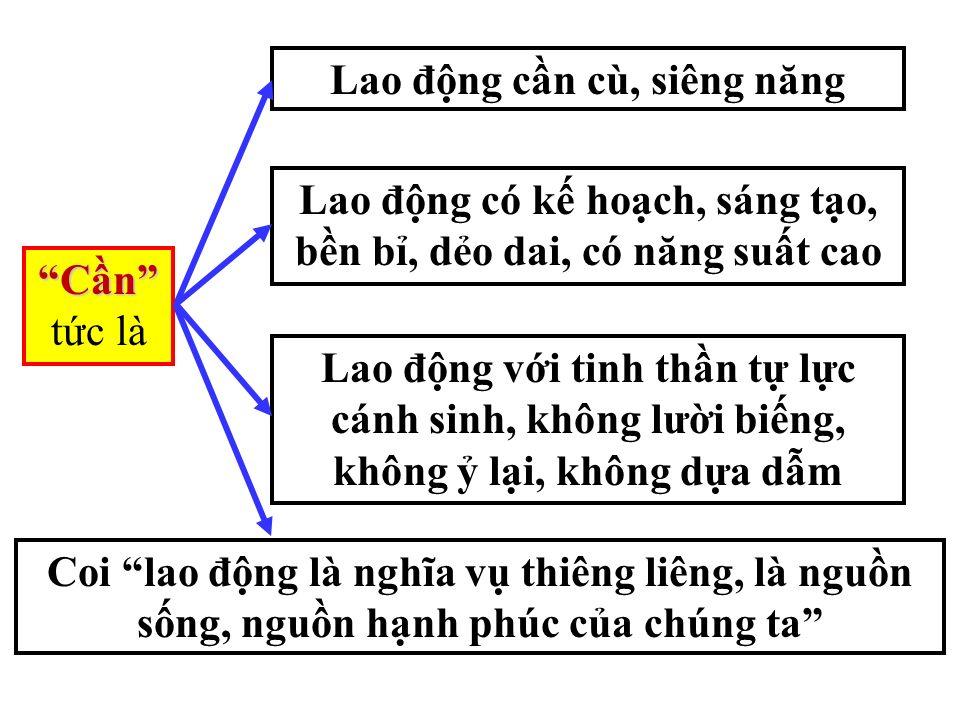 Lao động cần cù, siêng năng
Lao động có kế hoạch, sáng tạo,
bền bỉ, dẻo dai, có năng suất cao
“Cần”
tức là
Lao động với tinh thần tự lực
cánh sinh, không lười biếng,
không ỷ lại, không dựa dẫm
Coi “lao động là nghĩa vụ thiêng liêng, là nguồn
sống, nguồn hạnh phúc của chúng ta”